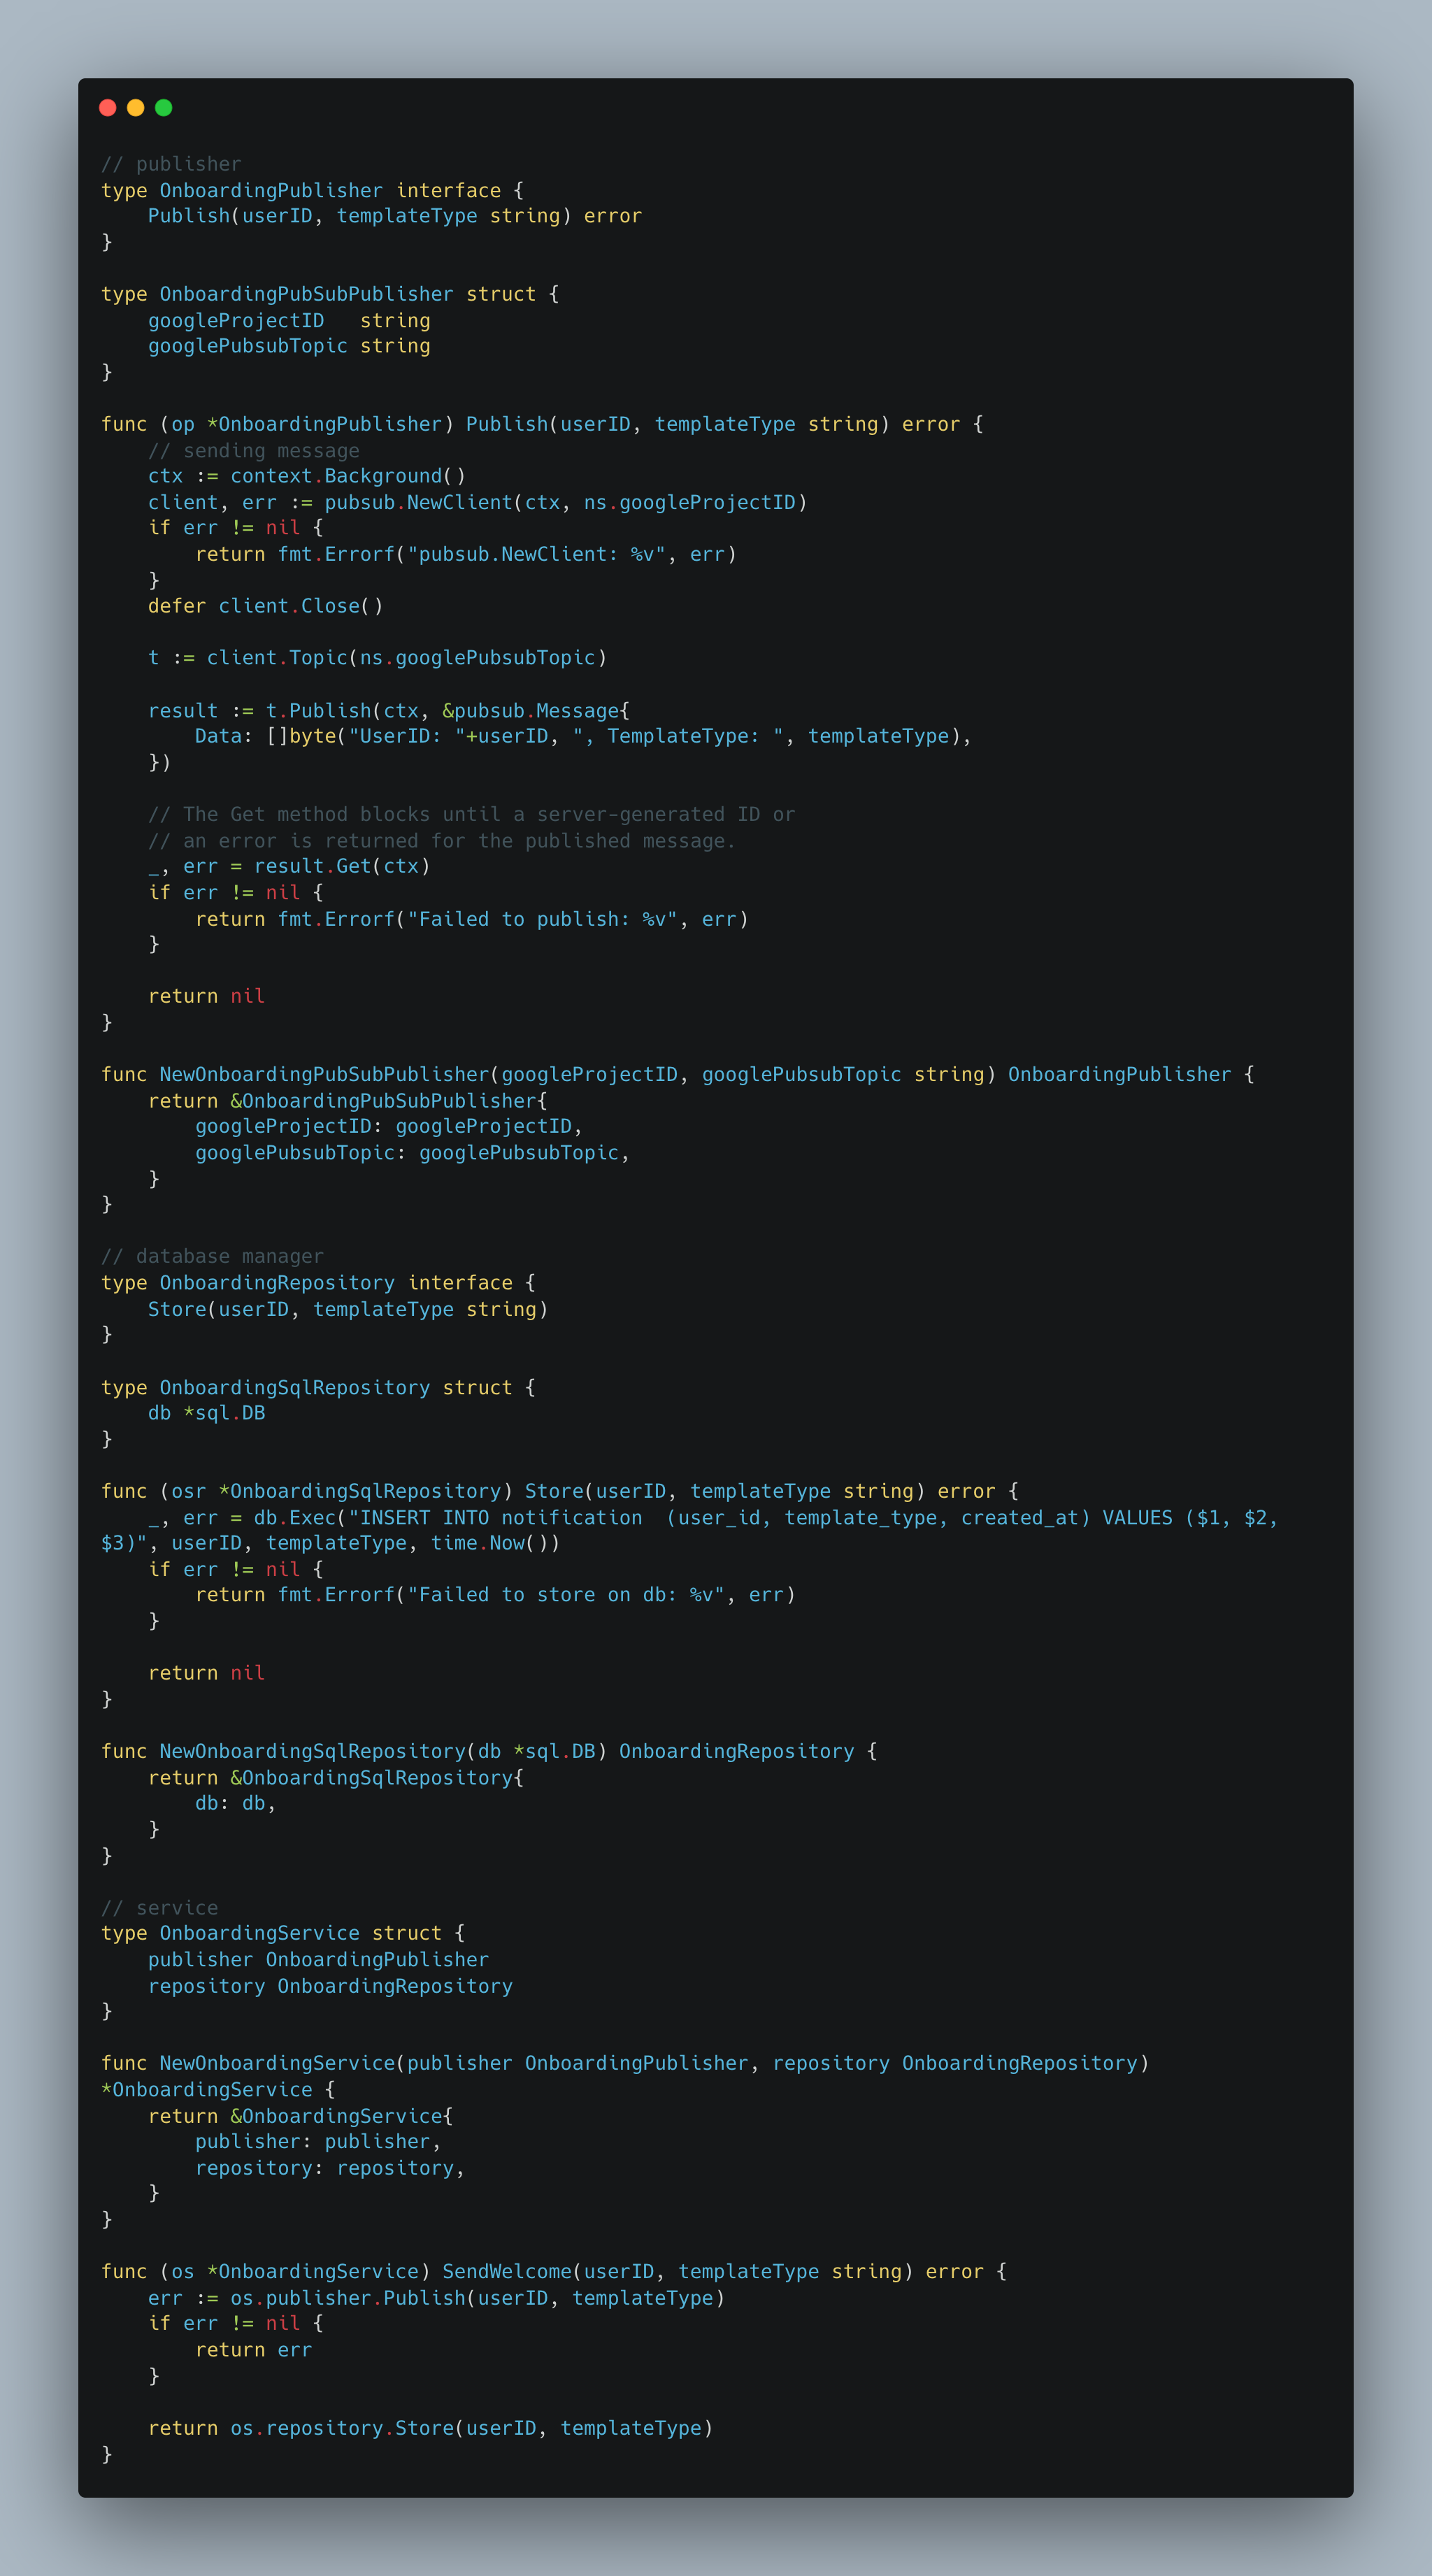 // publisher
type OnboardingPublisher interface {
    Publish(userID, templateType string) error
}

type OnboardingPubSubPublisher struct {
    googleProjectID   string
    googlePubsubTopic string
}

func (op *OnboardingPublisher) Publish(userID, templateType string) error {
    // sending message
    ctx := context.Background()
    client, err := pubsub.NewClient(ctx, ns.googleProjectID)
    if err != nil {
        return fmt.Errorf("pubsub.NewClient: %v", err)
    }
    defer client.Close()

    t := client.Topic(ns.googlePubsubTopic)

    result := t.Publish(ctx, &pubsub.Message{
        Data: []byte("UserID: "+userID, ", TemplateType: ", templateType),
    })

    // The Get method blocks until a server-generated ID or
    // an error is returned for the published message.
    _, err = result.Get(ctx)
    if err != nil {
        return fmt.Errorf("Failed to publish: %v", err)
    }

    return nil
}

func NewOnboardingPubSubPublisher(googleProjectID, googlePubsubTopic string) OnboardingPublisher {
    return &OnboardingPubSubPublisher{
        googleProjectID: googleProjectID,
        googlePubsubTopic: googlePubsubTopic,
    }
}

// database manager
type OnboardingRepository interface {
    Store(userID, templateType string)
}

type OnboardingSqlRepository struct {
    db *sql.DB
}

func (osr *OnboardingSqlRepository) Store(userID, templateType string) error {
    _, err = db.Exec("INSERT INTO notification  (user_id, template_type, created_at) VALUES ($1, $2,
$3)", userID, templateType, time.Now())
    if err != nil {
        return fmt.Errorf("Failed to store on db: %v", err)
    }

    return nil
}

func NewOnboardingSqlRepository(db *sql.DB) OnboardingRepository {
    return &OnboardingSqlRepository{
        db: db,
    }
}

// service
type OnboardingService struct {
    publisher OnboardingPublisher
    repository OnboardingRepository
}

func NewOnboardingService(publisher OnboardingPublisher, repository OnboardingRepository)
*OnboardingService {
    return &OnboardingService{
        publisher: publisher,
        repository: repository,
    }
}

func (os *OnboardingService) SendWelcome(userID, templateType string) error {
    err := os.publisher.Publish(userID, templateType)
    if err != nil {
        return err
    }

    return os.repository.Store(userID, templateType)
}